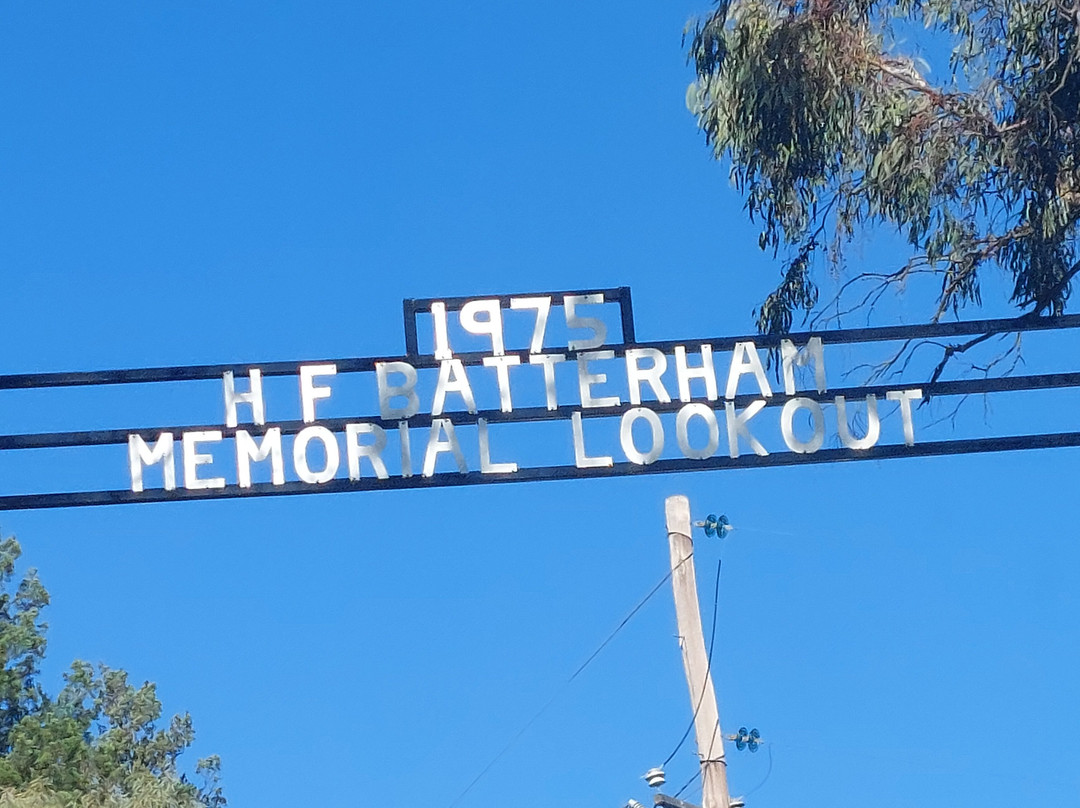 1975
H F BATTERHAM
MEMORIAL LOOKOUT